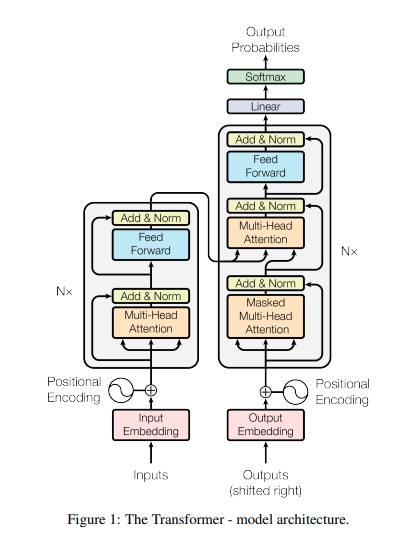 Output
Probabilities
Softmax
Linear
Add & Norm
Feed
Forward
Add & Norm
Multi-Head
Attention
Add & Norm
Masked
Multi-Head
Attention
N×
Add & Norm
Feed
Forward
Add & Norm
Multi-Head
Attention
N×
Positional
Encoding
Positional
Encoding
Input
Embedding
Output
Embedding
Inputs
Outputs
(shifted right)
Figure 1: The Transformer - model architecture.